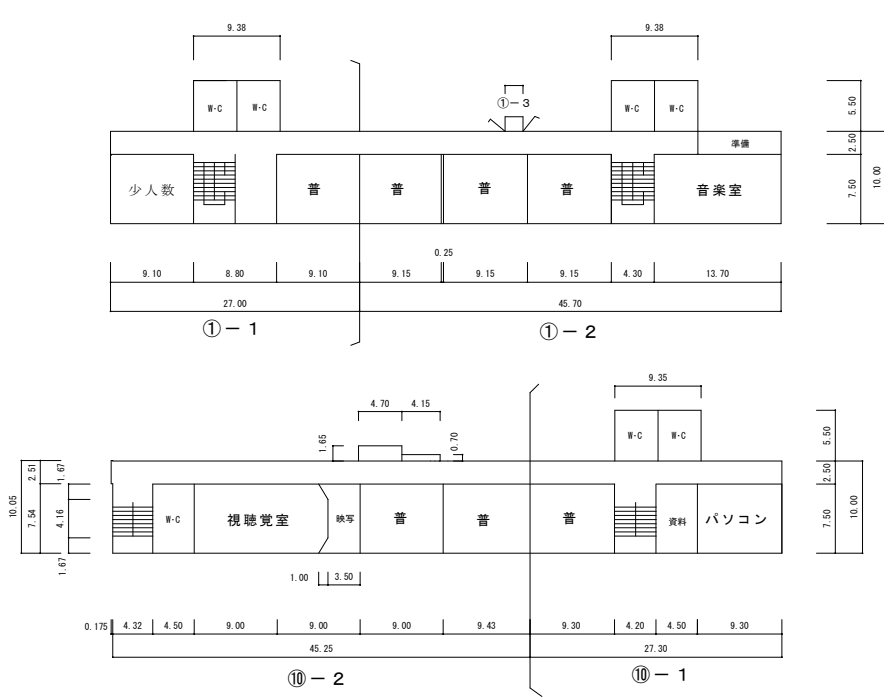 9.38 9.38
W·C W·C ①－3 W·C W·C 5.50
準備 2.50
少人数 普 普 普 普 音楽室 7.50 10.00
0.25
9.10 8.80 9.10 9.15 9.15 9.15 4.30 13.70
27.00 45.70
①－1 ①－2
9.35
4.70 4.15
1.65 0.70 W·C W·C 5.50
10.05 2.51 1.67 2.50
7.54 4.16 W·C 視聴覚室 映写 普 普 普 資料 パソコン 7.50 10.00
1.67 1.00 3.50
0.175 4.32 4.50 9.00 9.00 9.00 9.43 9.30 4.20 4.50 9.30
45.25 27.30
⑩－2 ⑩－1